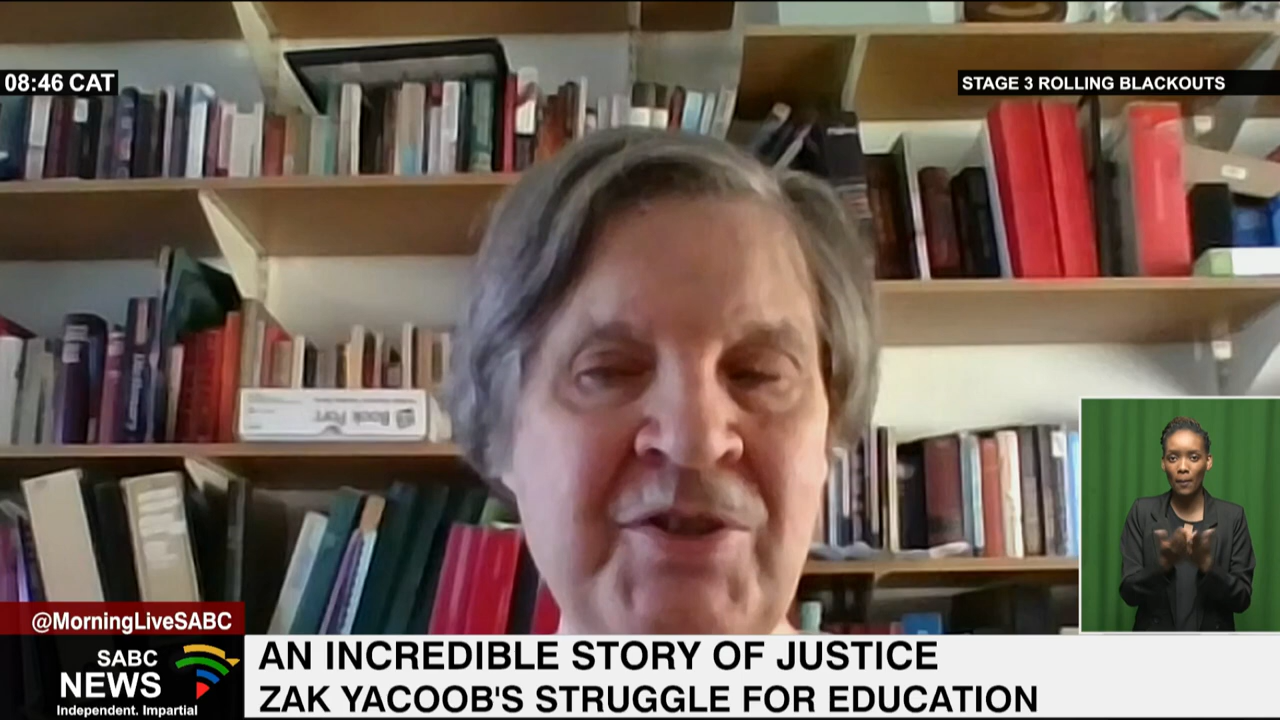 08:46 CAT
STAGE 3 ROLLING BLACKOUTS
@MorningLiveSABC
SABC
NEWS
Independent. Impartial
AN INCREDIBLE STORY OF JUSTICE
ZAK YACOOB'S STRUGGLE FOR EDUCATION